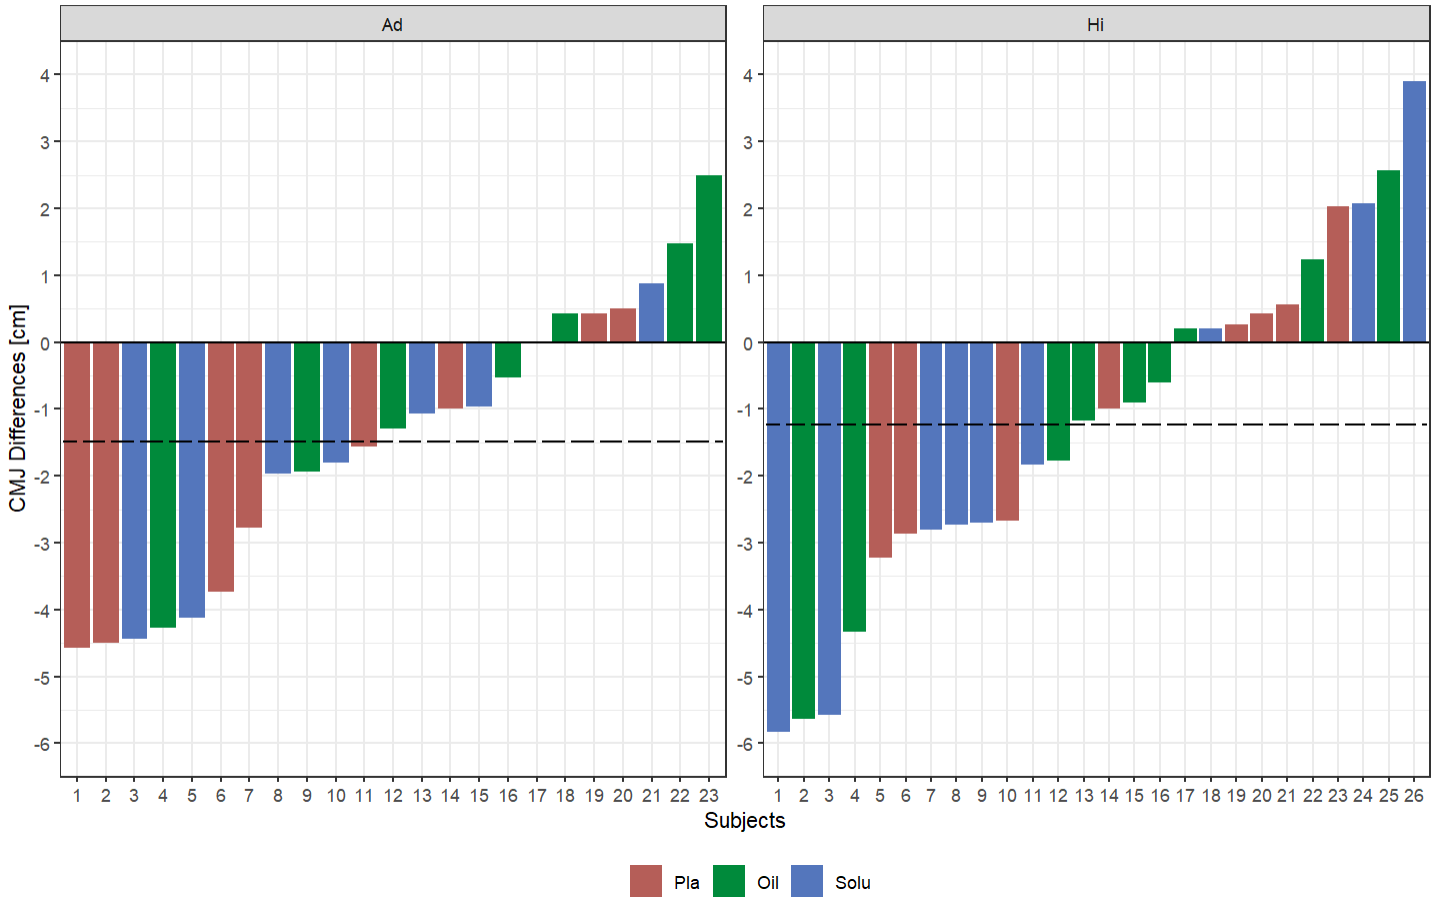 Ad Hi
4 4
3 3
2 2
1 1
0 0
-1 -1
-2 -2
-3 -3
-4 -4
-5 -5
-6 -6
CMJ Differences [cm]
1 2 3 4 5 6 7 8 9 10 11 12 13 14 15 16 17 18 19 20 21 22 23 1 2 3 4 5 6 7 8 9 10 11 12 13 14 15 16 17 18 19 20 21 22 23 24 25 26
Subjects
Pla Oil Solu